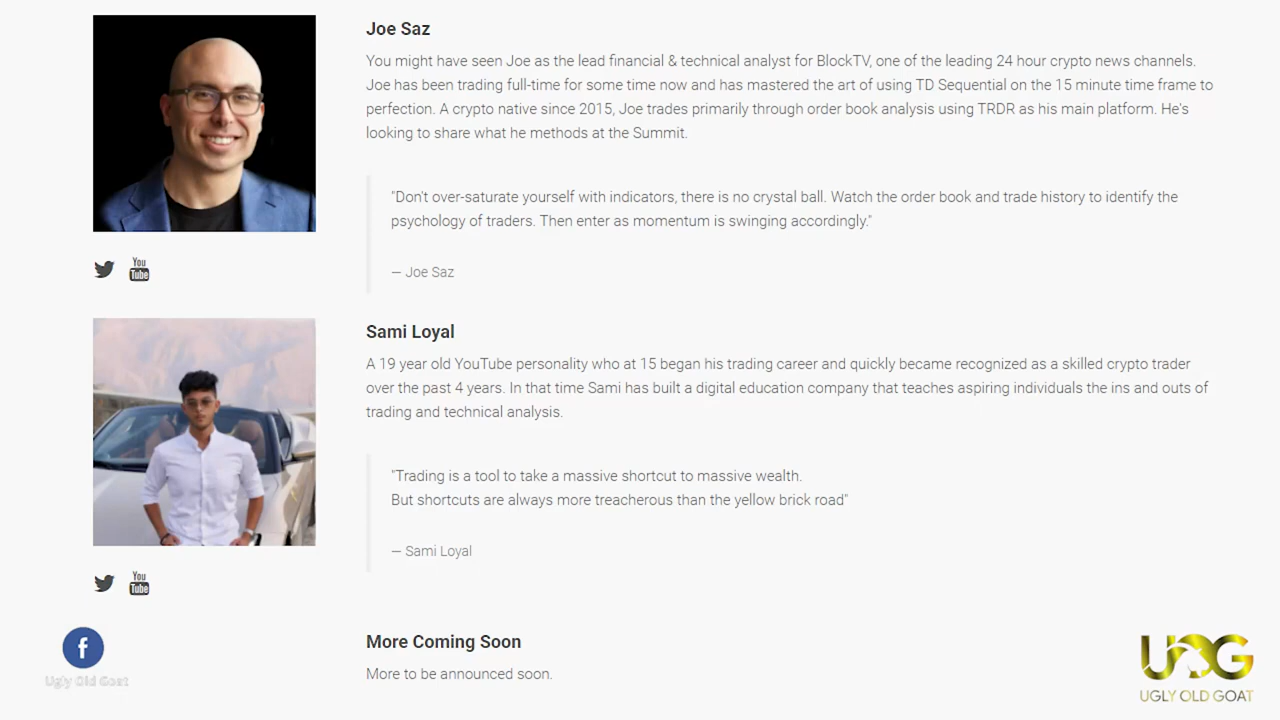 Joe Saz
You might have seen Joe as the lead financial & technical analyst for BlockTV, one of the leading 24 hour crypto news channels.
Joe has been trading full-time for some time now and has mastered the art of using TD Sequential on the 15 minute time frame to
perfection. A crypto native since 2015, Joe trades primarily through order book analysis using TRDR as his main platform. He's
looking to share what he methods at the Summit.
"Don't over-saturate yourself with indicators, there is no crystal ball. Watch the order book and trade history to identify the
psychology of traders. Then enter as momentum is swinging accordingly."
— Joe Saz
You Tube
Sami Loyal
A 19 year old YouTube personality who at 15 began his trading career and quickly became recognized as a skilled crypto trader
over the past 4 years. In that time Sami has built a digital education company that teaches aspiring individuals the ins and outs of
trading and technical analysis.
"Trading is a tool to take a massive shortcut to massive wealth.
But shortcuts are always more treacherous than the yellow brick road"
— Sami Loyal
You Tube
More Coming Soon
More to be announced soon.
f
Ugly Old Goat
UOG
UGLY OLD GOAT